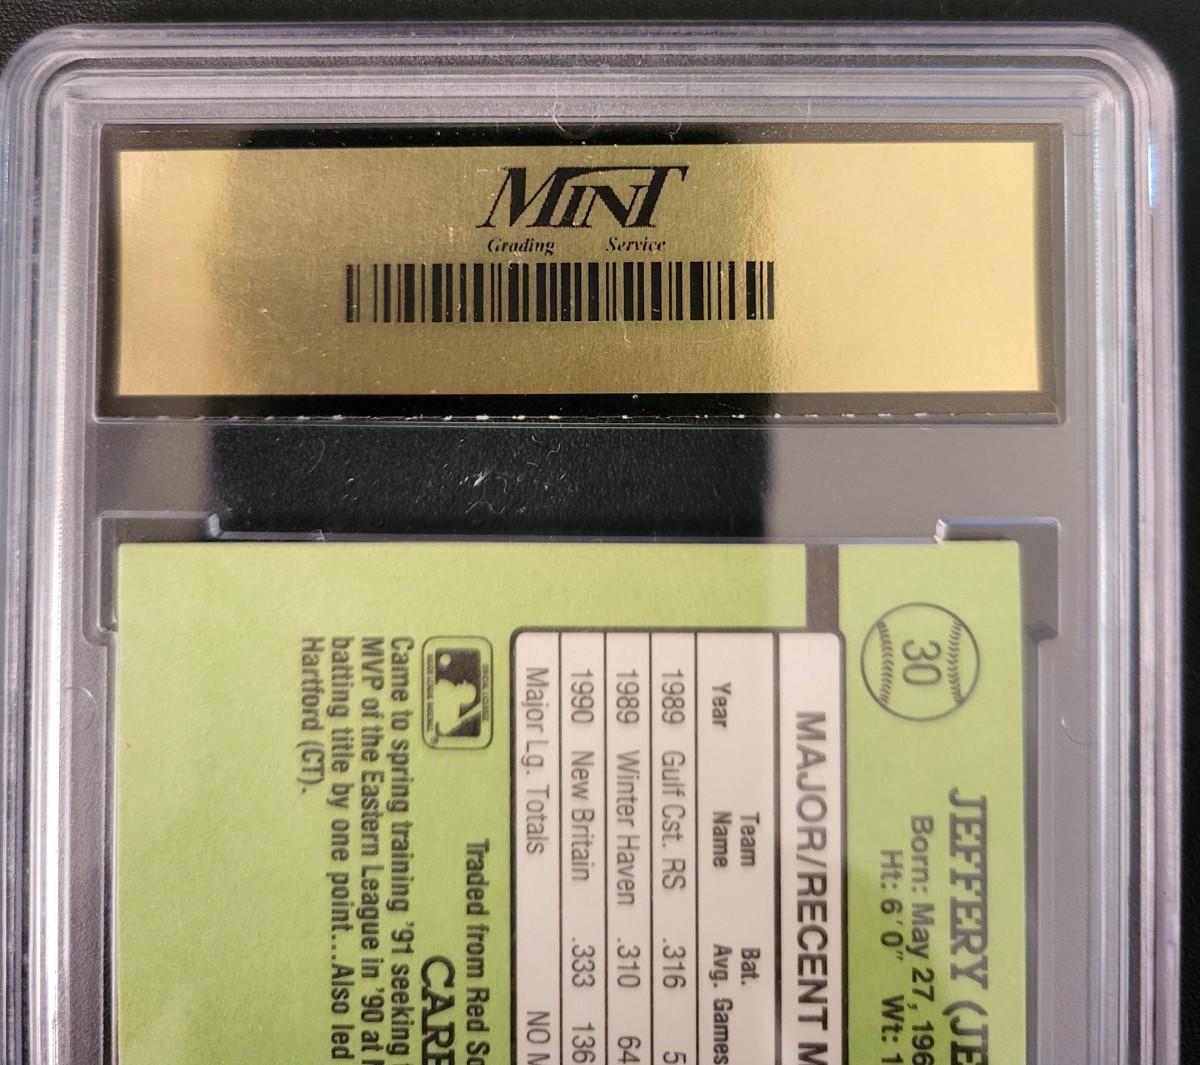 MINT
Grading Service
30
JEFFERY (JE
Born: May 27, 196
Ht: 6'0" Wt: 1
MAJOR/RECENT M
Year Team Name Bat. Avg. Games
1989 Gulf Cst. RS .316 5
1989 Winter Haven .310 64
1990 New Britain .333 136
Major Lg. Totals NO M
Traded from Red So
CARE
Came to spring training '91 seeking
MVP of the Eastern League in '90 at
batting title by one point...Also led
Hartford (CT).